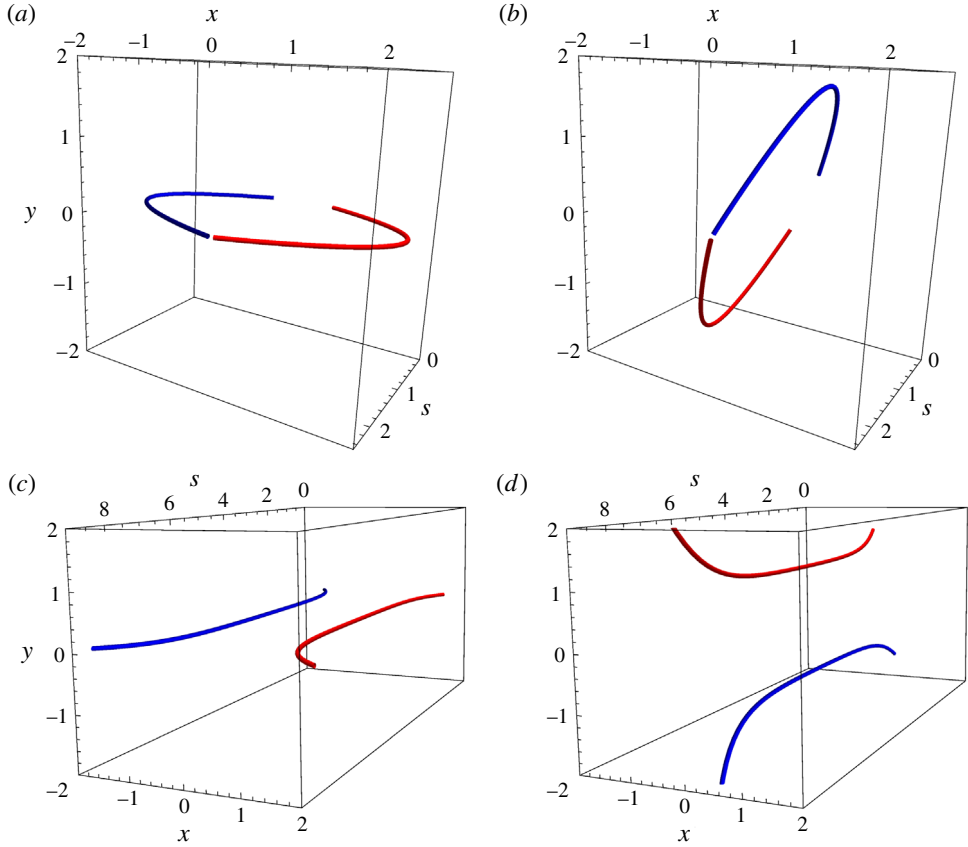 (a) x (b) x
−2 −1 0 1 2 −2 −1 0 1 2
2 2
1 1
y 0 0
−1 −1
−2 0 −2 0
1 s 1 s
2 2
(c) s (d) s
8 6 4 2 0 8 6 4 2 0
2 2
1 1
y 0 0
−1 −1
−2 −2
−1 0 1 2 −1 0 1 2
x x